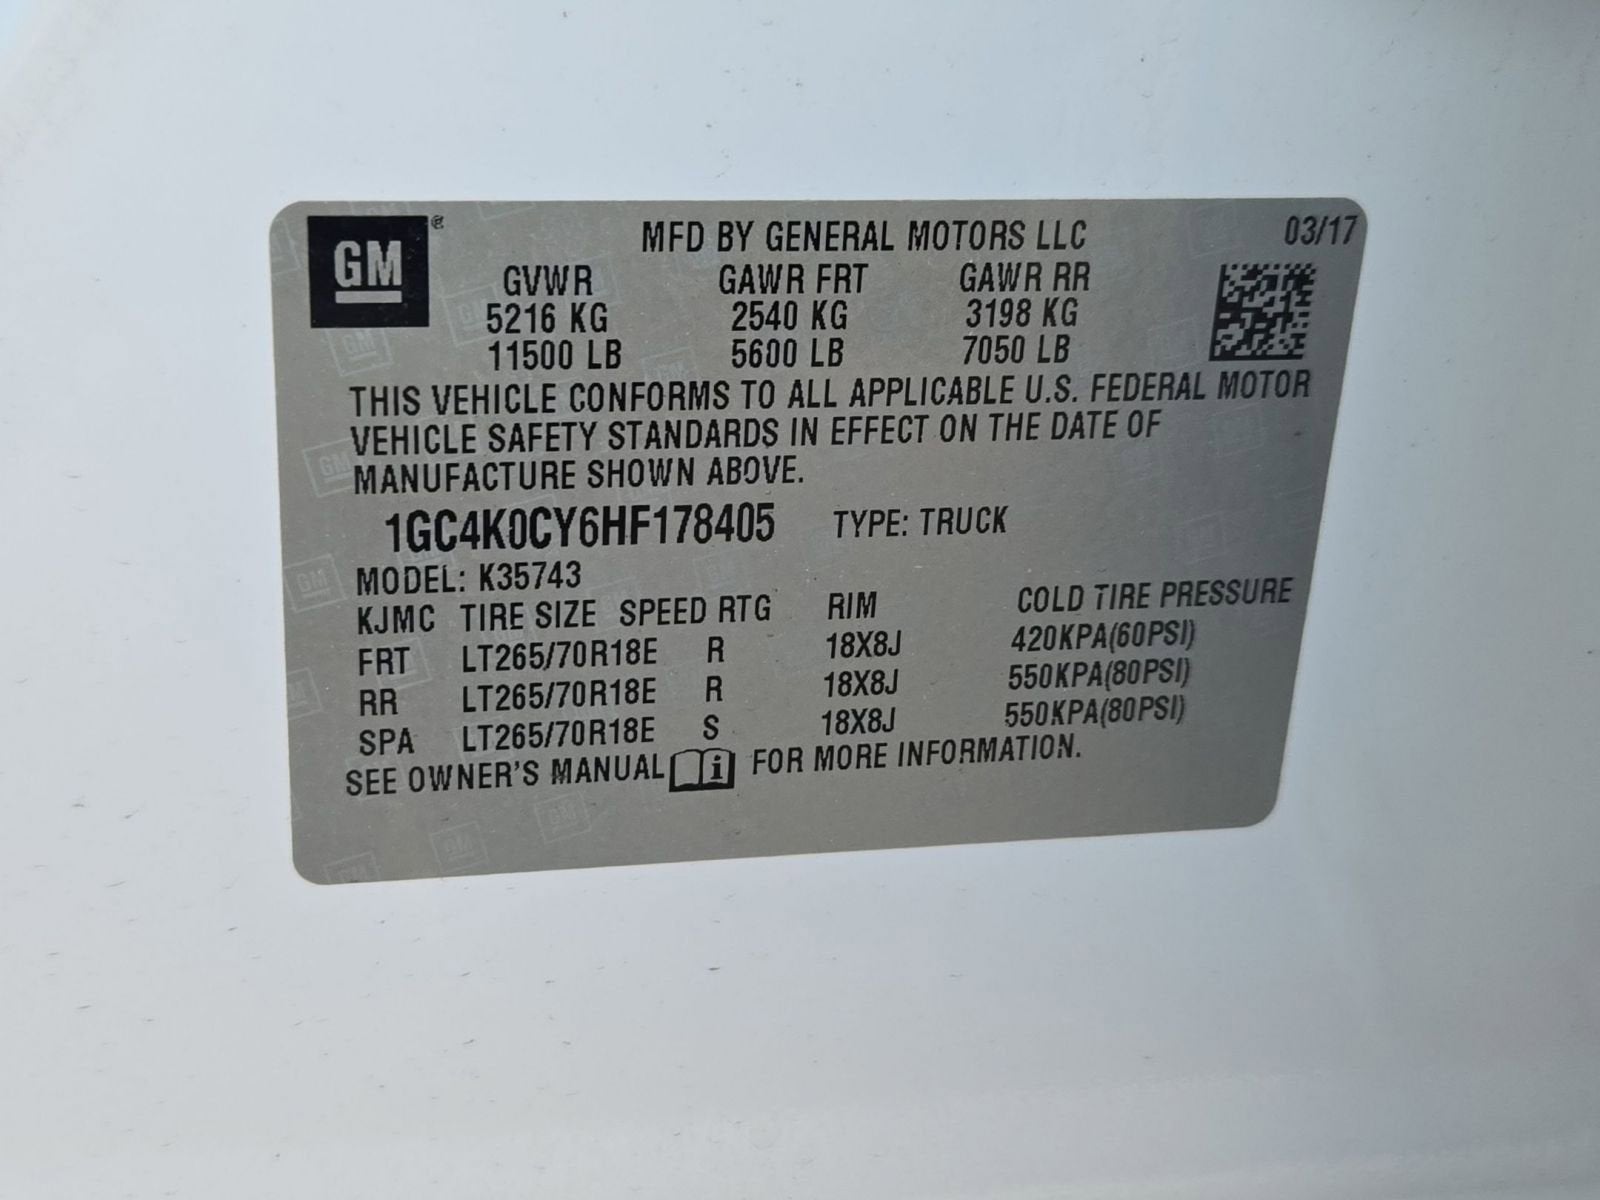 GM ®
MFD BY GENERAL MOTORS LLC 03/17
GVWR GAWR FRT GAWR RR
5216 KG 2540 KG 3198 KG
11500 LB 5600 LB 7050 LB
THIS VEHICLE CONFORMS TO ALL APPLICABLE U.S. FEDERAL MOTOR
VEHICLE SAFETY STANDARDS IN EFFECT ON THE DATE OF
MANUFACTURE SHOWN ABOVE.
1GC4K0CY6HF178405 TYPE: TRUCK
MODEL: K35743
KJMC TIRE SIZE SPEED RTG RIM COLD TIRE PRESSURE
FRT LT265/70R18E R 18X8J 420KPA(60PSI)
RR LT265/70R18E R 18X8J 550KPA(80PSI)
SPA LT265/70R18E S 18X8J 550KPA(80PSI)
SEE OWNER'S MANUAL i FOR MORE INFORMATION.